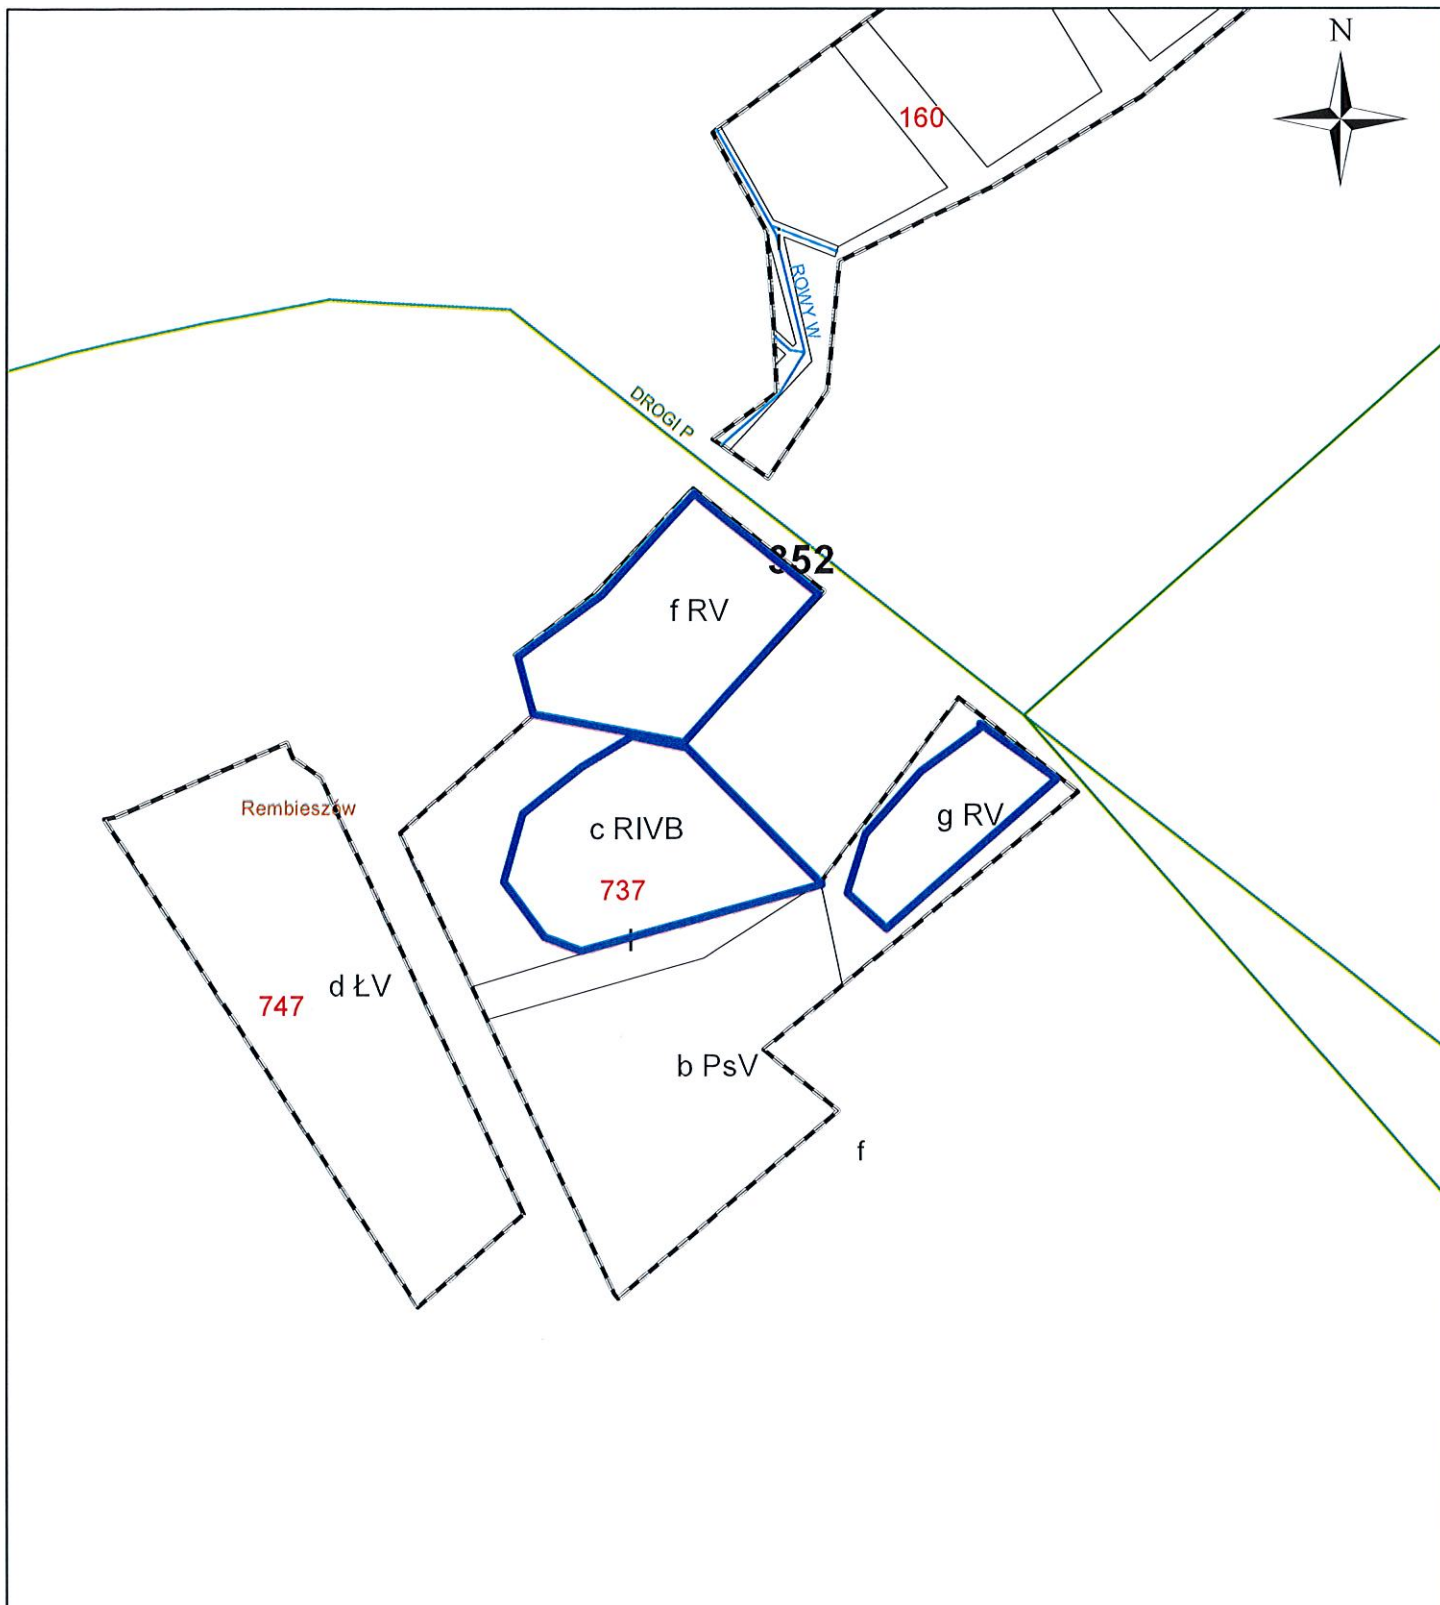 N
160
ROWY W
DROGI P
352
f RV
Rembieszów
g RV
c RIVB
737
d ŁV
747
b PsV
f